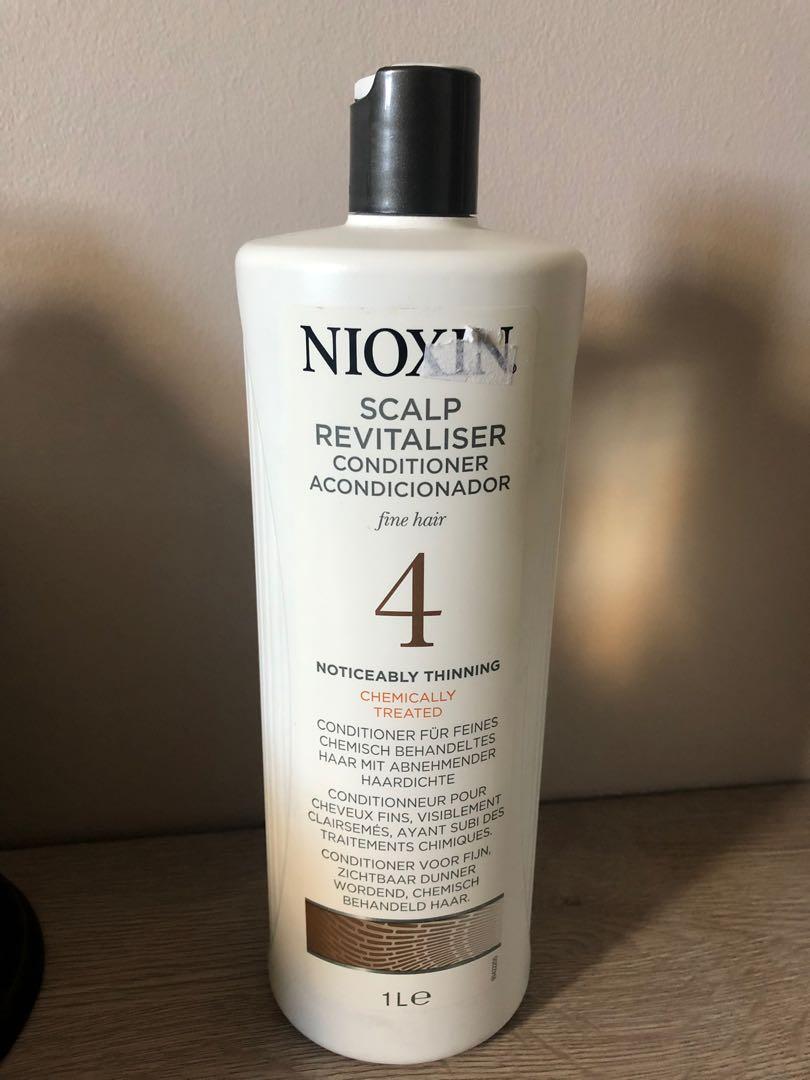 NIOXIN
SCALP
REVITALISER
CONDITIONER
ACONDICIONADOR
fine hair
4
NOTICEABLY THINNING
CHEMICALLY
TREATED
CONDITIONER FÜR FEINES
CHEMISCH BEHANDELTES
HAAR MIT ABNEHMENDER
HAARDICHTE
CONDITIONNEUR POUR
CHEVEUX FINS, VISIBLEMENT
CLAIRSEMÉS, AYANT SUBI DES
TRAITEMENTS CHIMIQUES.
CONDITIONER VOOR FIJN,
ZICHTBAAR DUNNER
WORDEND, CHEMISCH
BEHANDELD HAAR.
1L℮